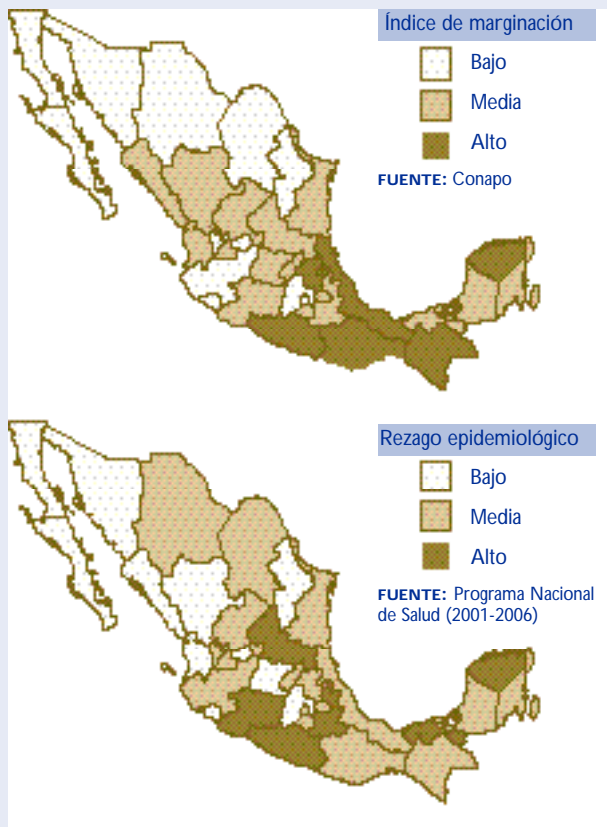 Índice de marginación
Bajo
Media
Alto
FUENTE: Conapo
Rezago epidemiológico
Bajo
Media
Alto
FUENTE: Programa Nacional
de Salud (2001-2006)